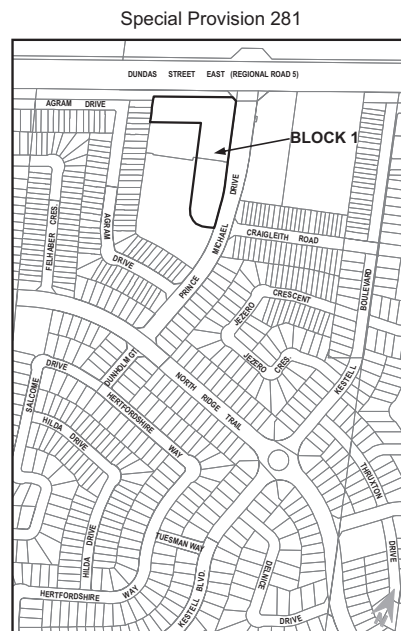 Special Provision 281
DUNDAS STREET EAST (REGIONAL ROAD 5)
AGRAM DRIVE
BLOCK 1
FELHABER CRES.
AGRAM
DRIVE
PRINCE
MICHAEL
DRIVE
CRAIGLEITH ROAD
JEZERO
CRESCENT
JEZERO
CRES.
KESTELL
BOULEVARD
DUNHOLM GT.
NORTH RIDGE TRAIL
SALCOME
DRIVE
HERTFORDSHIRE
WAY
HILDA
DRIVE
HILDA
DRIVE
TUESMAN WAY
KESTELL BLVD.
THRUXTON
DRIVE
DELNICE
DRIVE
HERTFORDSHIRE
WAY